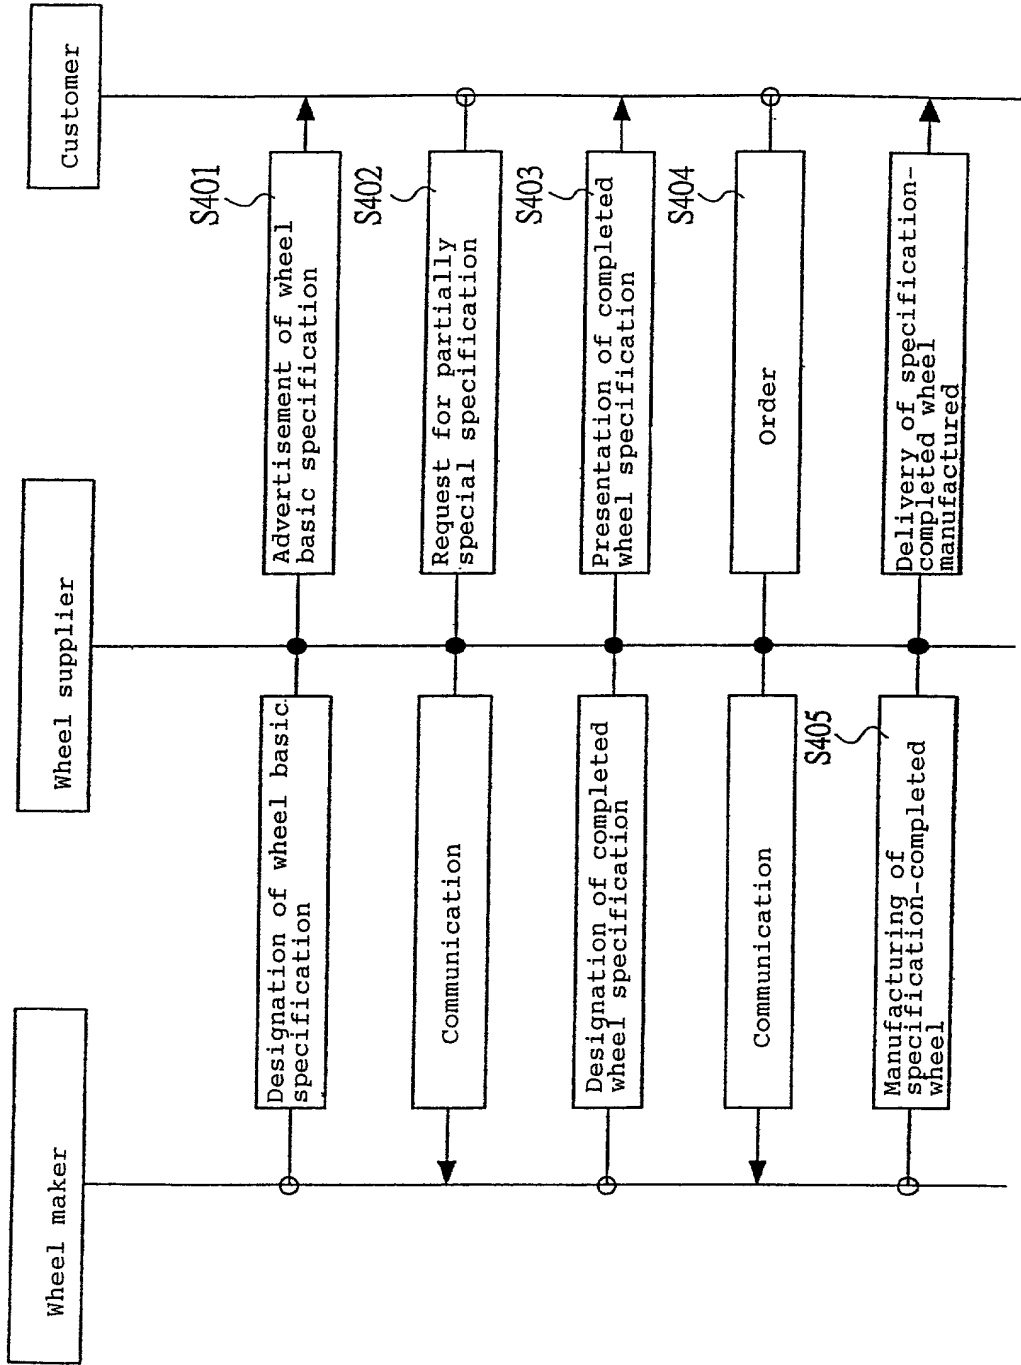 Wheel maker
Wheel supplier
Customer
Designation of wheel basic
specification
S401
Advertisement of wheel
basic specification
Communication
S402
Request for partially
special specification
Designation of completed
wheel specification
S403
Presentation of completed
wheel specification
Communication
S404
Order
S405
Manufacturing of
specification-completed
wheel
Delivery of specification-
completed wheel
manufactured